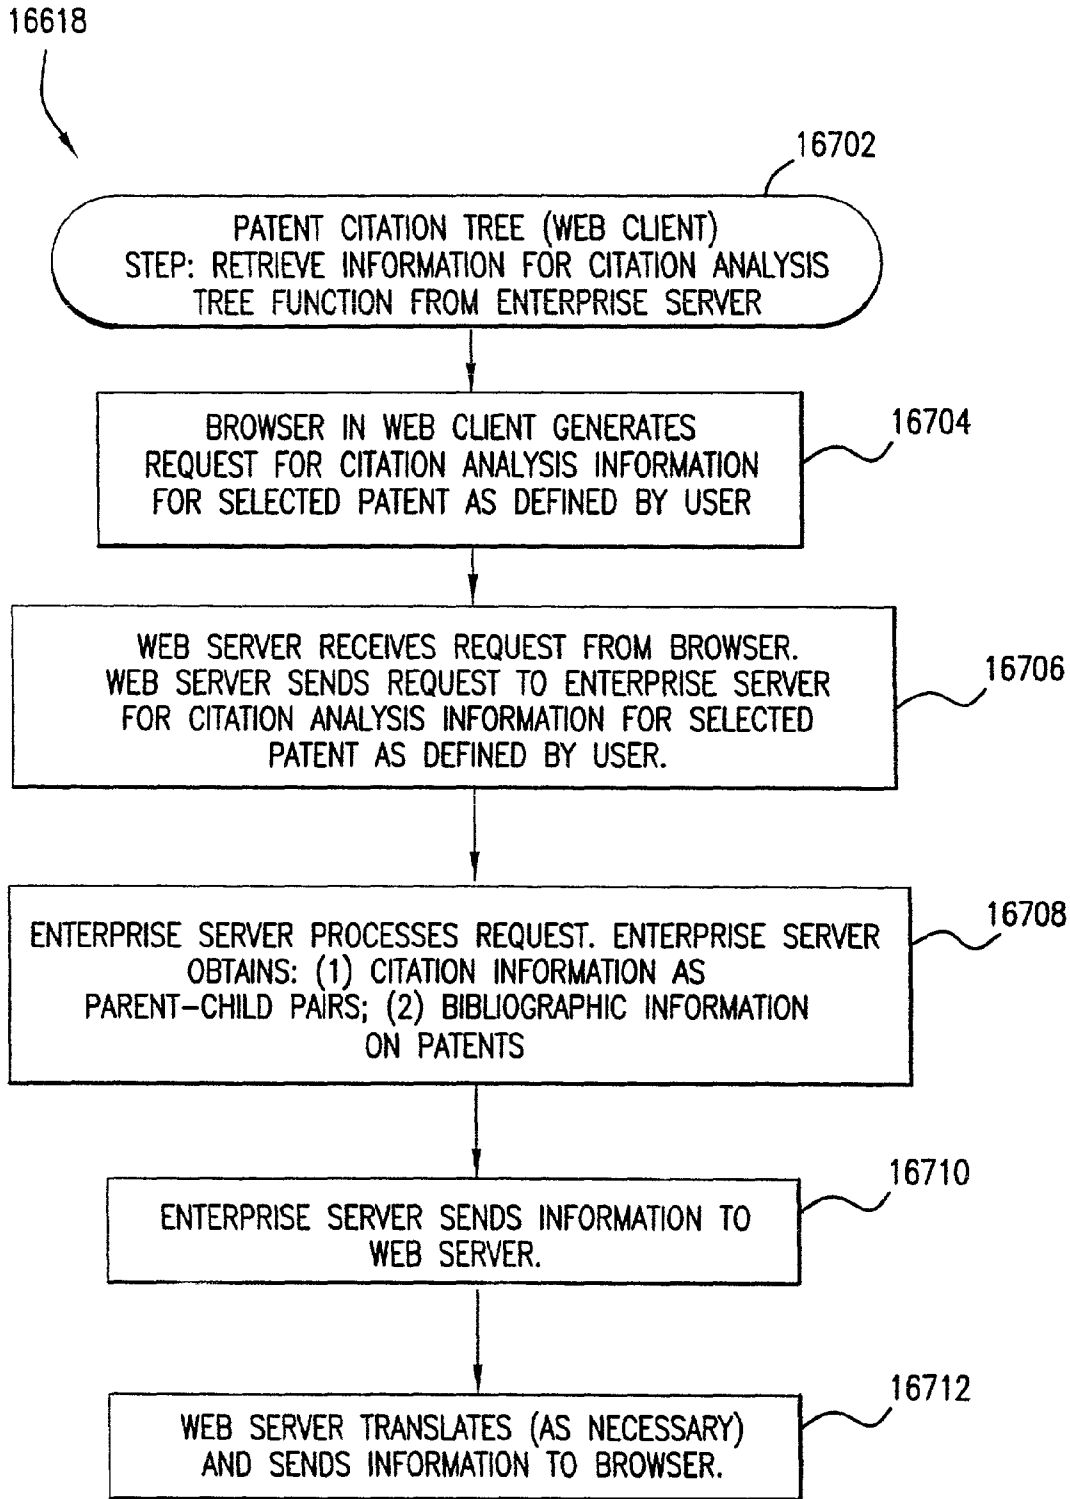 16618
16702
PATENT CITATION TREE (WEB CLIENT)
STEP: RETRIEVE INFORMATION FOR CITATION ANALYSIS
TREE FUNCTION FROM ENTERPRISE SERVER
16704
BROWSER IN WEB CLIENT GENERATES
REQUEST FOR CITATION ANALYSIS INFORMATION
FOR SELECTED PATENT AS DEFINED BY USER
16706
WEB SERVER RECEIVES REQUEST FROM BROWSER.
WEB SERVER SENDS REQUEST TO ENTERPRISE SERVER
FOR CITATION ANALYSIS INFORMATION FOR SELECTED
PATENT AS DEFINED BY USER.
16708
ENTERPRISE SERVER PROCESSES REQUEST. ENTERPRISE SERVER
OBTAINS: (1) CITATION INFORMATION AS
PARENT-CHILD PAIRS; (2) BIBLIOGRAPHIC INFORMATION
ON PATENTS
16710
ENTERPRISE SERVER SENDS INFORMATION TO
WEB SERVER.
16712
WEB SERVER TRANSLATES (AS NECESSARY)
AND SENDS INFORMATION TO BROWSER.